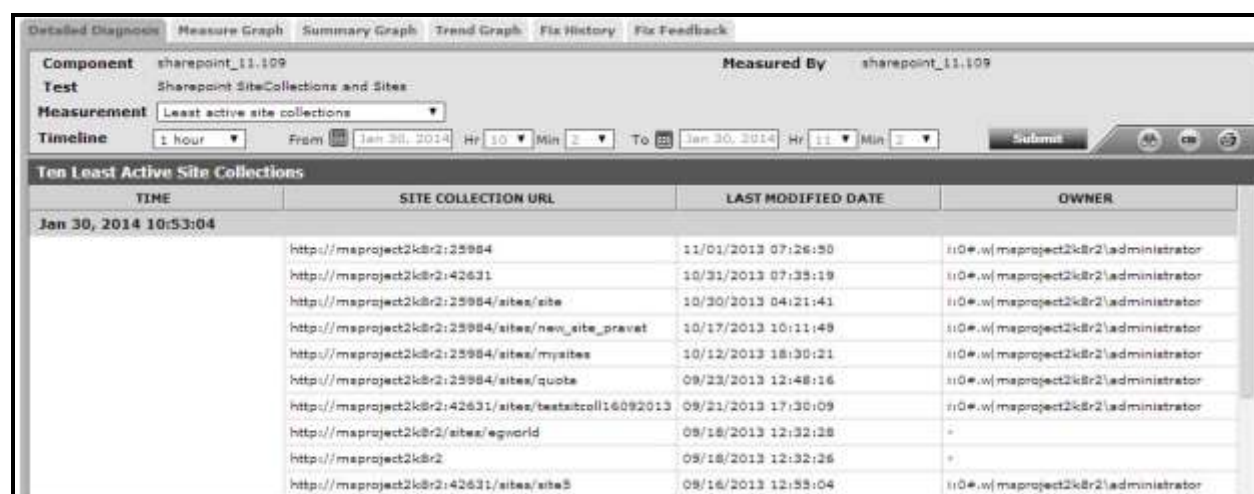 Detailed Diagnosis Measure Graph Summary Graph Trend Graph Fix History Fix Feedback
Component sharepoint_11.109 Measured By sharepoint_11.109
Test Sharepoint SiteCollections and Sites
Measurement Least active site collections
Timeline 1 hour From Jan 30, 2014 Hr 10 Min 2 To Jan 30, 2014 Hr 11 Min 2 Submit
Ten Least Active Site Collections
TIME SITE COLLECTION URL LAST MODIFIED DATE OWNER
Jan 30, 2014 10:53:04
http://msproject2k8r2:25984 11/01/2013 07:26:50 i:0#.w|msproject2k8r2\administrator
http://msproject2k8r2:42631 10/31/2013 07:35:19 i:0#.w|msproject2k8r2\administrator
http://msproject2k8r2:25984/sites/site 10/30/2013 04:21:41 i:0#.w|msproject2k8r2\administrator
http://msproject2k8r2:25984/sites/new_site_pravat 10/17/2013 10:11:49 i:0#.w|msproject2k8r2\administrator
http://msproject2k8r2:25984/sites/mysites 10/12/2013 18:30:21 i:0#.w|msproject2k8r2\administrator
http://msproject2k8r2:25984/sites/quota 09/23/2013 12:48:16 i:0#.w|msproject2k8r2\administrator
http://msproject2k8r2:42631/sites/testsitcoll16092013 09/21/2013 17:30:09 i:0#.w|msproject2k8r2\administrator
http://msproject2k8r2/sites/egworld 09/18/2013 12:32:28 -
http://msproject2k8r2 09/18/2013 12:32:26 -
http://msproject2k8r2:42631/sites/site5 09/16/2013 12:55:04 i:0#.w|msproject2k8r2\administrator